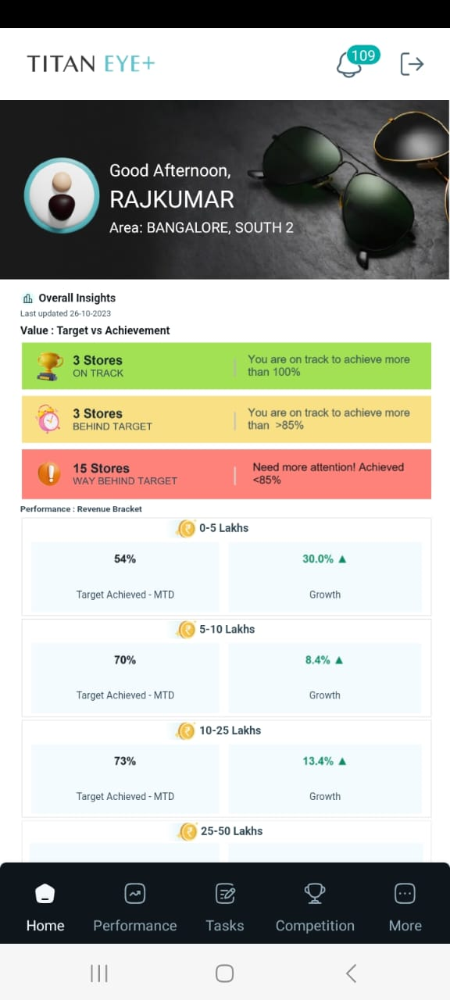 TITAN EYE+
109
Good Afternoon,
RAJKUMAR
Area: BANGALORE, SOUTH 2
Overall Insights
Last updated 26-10-2023
Value : Target vs Achievement
3 Stores
ON TRACK
You are on track to achieve more
than 100%
3 Stores
BEHIND TARGET
You are on track to achieve more
than >85%
15 Stores
WAY BEHIND TARGET
Need more attention! Achieved
<85%
Performance : Revenue Bracket
0-5 Lakhs
54%
30.0% ▲
Target Achieved - MTD
Growth
5-10 Lakhs
70%
8.4% ▲
Target Achieved - MTD
Growth
10-25 Lakhs
73%
13.4% ▲
Target Achieved - MTD
Growth
25-50 Lakhs
Home
Performance
Tasks
Competition
More